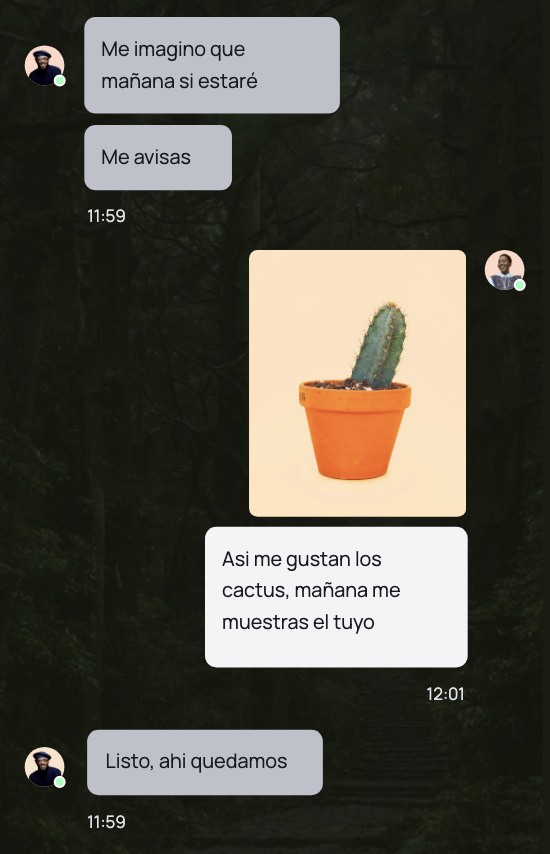 Me imagino que
mañana si estaré
Me avisas
11:59
Asi me gustan los
cactus, mañana me
muestras el tuyo
12:01
Listo, ahi quedamos
11:59